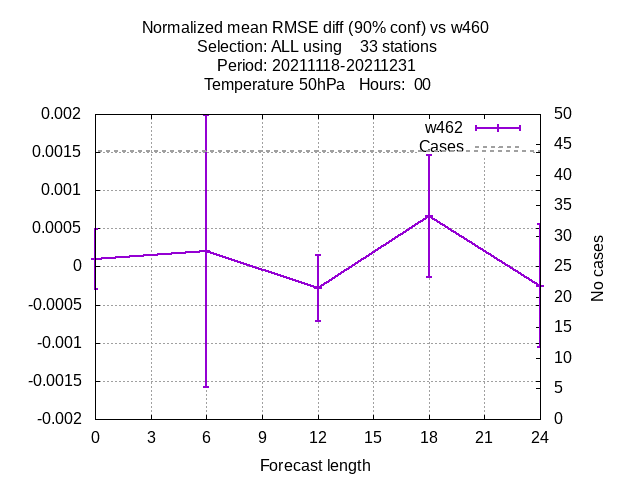 Normalized mean RMSE diff (90% conf) vs w460
Selection: ALL using    33 stations
Period: 20211118-20211231
Temperature 50hPa   Hours:  00
w462
Cases
0.002
0.0015
0.001
0.0005
0
-0.0005
-0.001
-0.0015
-0.002
50
45
40
35
30
25
20
15
10
5
0
No cases
0 3 6 9 12 15 18 21 24
Forecast length